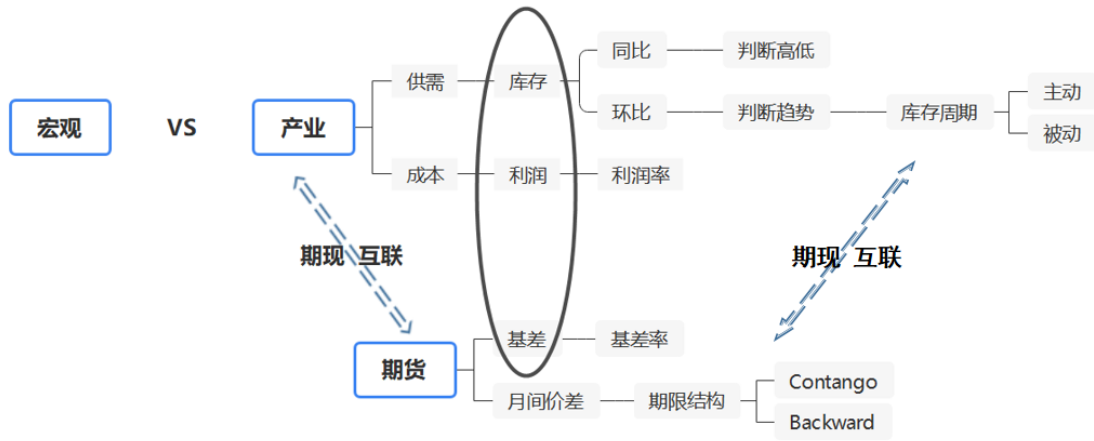 同比
判断高低
供需
库存
主动
宏观
VS
产业
环比
判断趋势
库存周期
被动
成本
利润
利润率
期现 互联
期现 互联
基差
基差率
期货
Contango
月间价差
期限结构
Backward